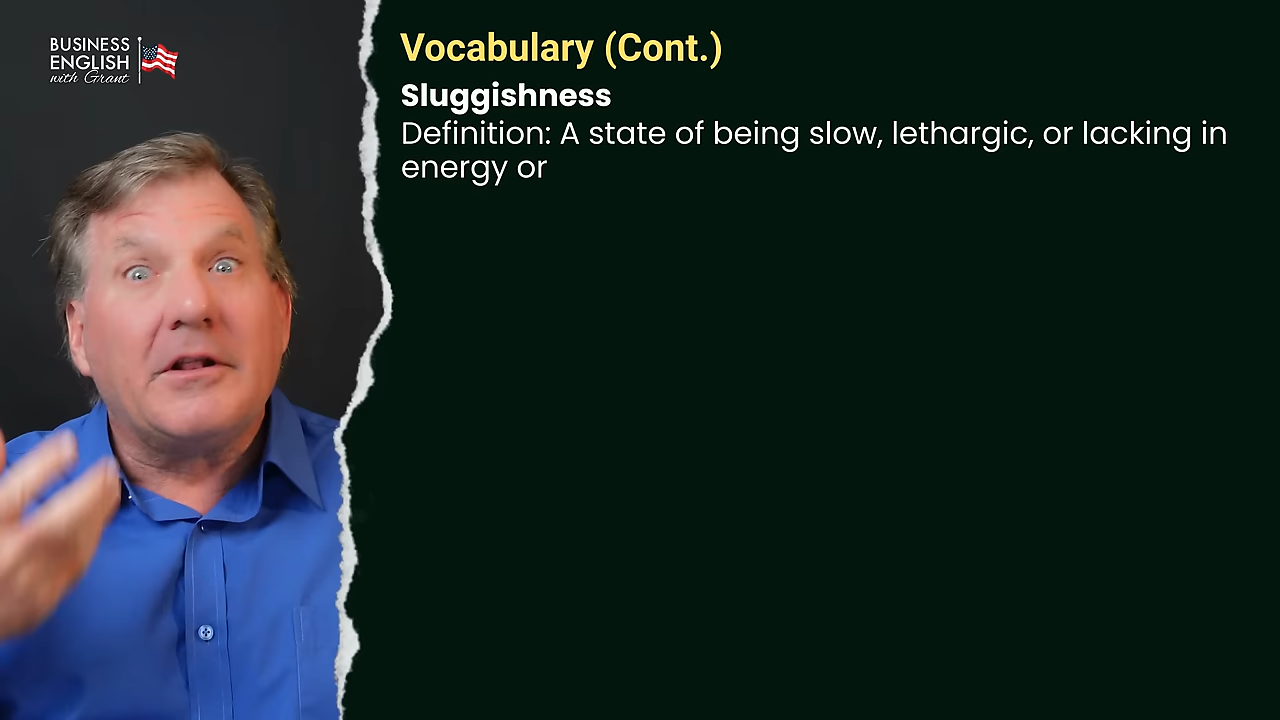 BUSINESS
ENGLISH
with Grant
Vocabulary (Cont.)
Sluggishness
Definition: A state of being slow, lethargic, or lacking in
energy or